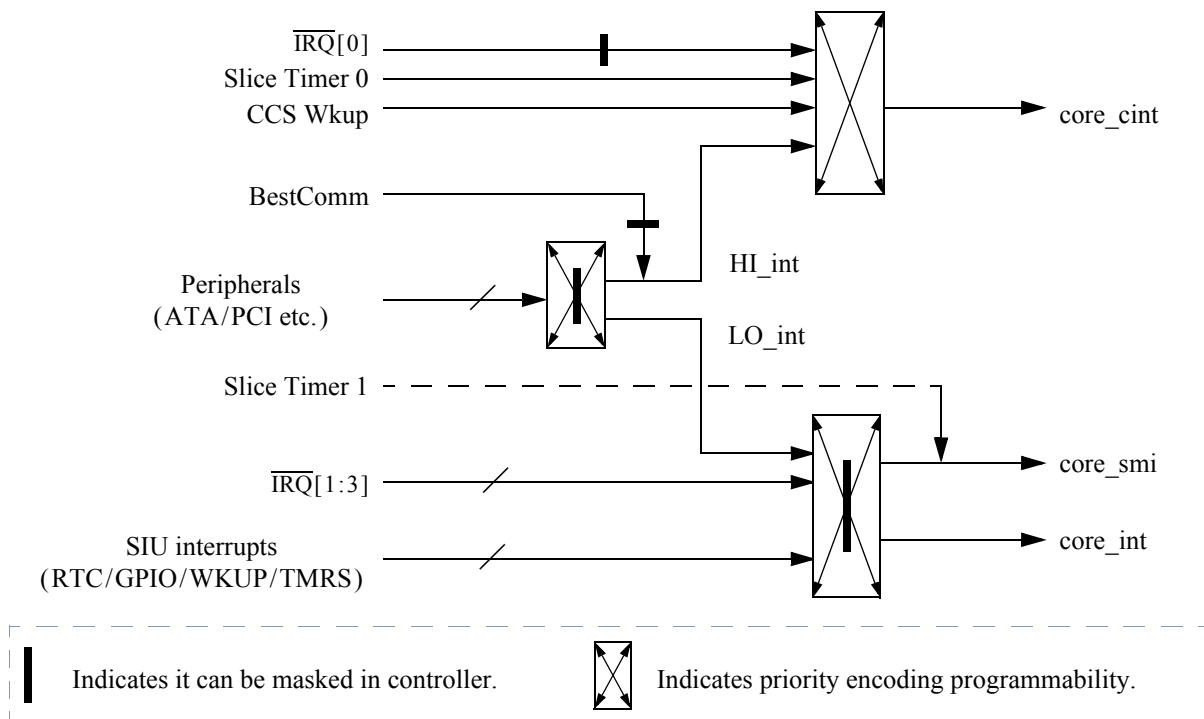 IRQ[0]
Slice Timer 0
CCS Wkup
core_cint
BestComm
HI_int
Peripherals
(ATA/PCI etc.)
LO_int
Slice Timer 1
core_smi
IRQ[1:3]
core_int
SIU interrupts
(RTC/GPIO/WKUP/TMRS)
Indicates it can be masked in controller.
Indicates priority encoding programmability.